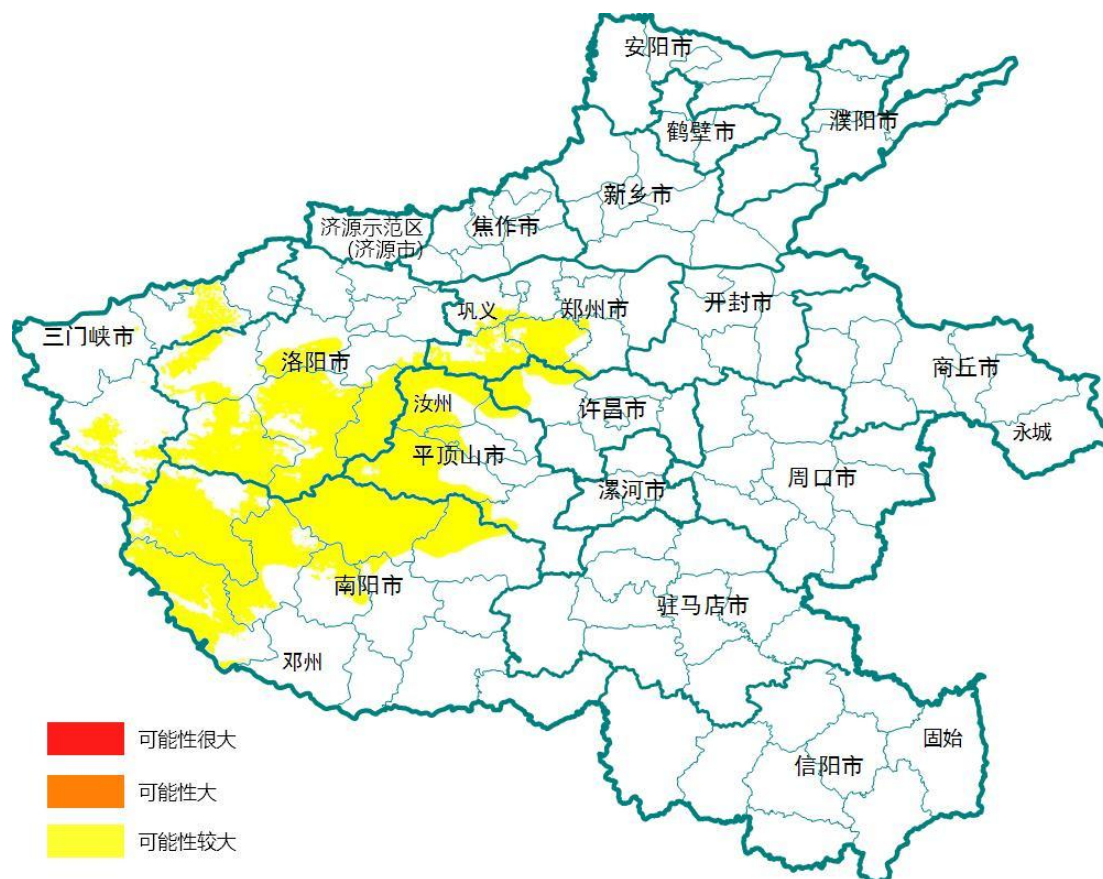 安阳市
鹤壁市
濮阳市
新乡市
济源示范区
(济源市)
焦作市
三门峡市
洛阳市
巩义
郑州市
开封市
商丘市
永城
汝州
许昌市
平顶山市
漯河市
周口市
南阳市
驻马店市
邓州
固始
信阳市
可能性很大
可能性大
可能性较大